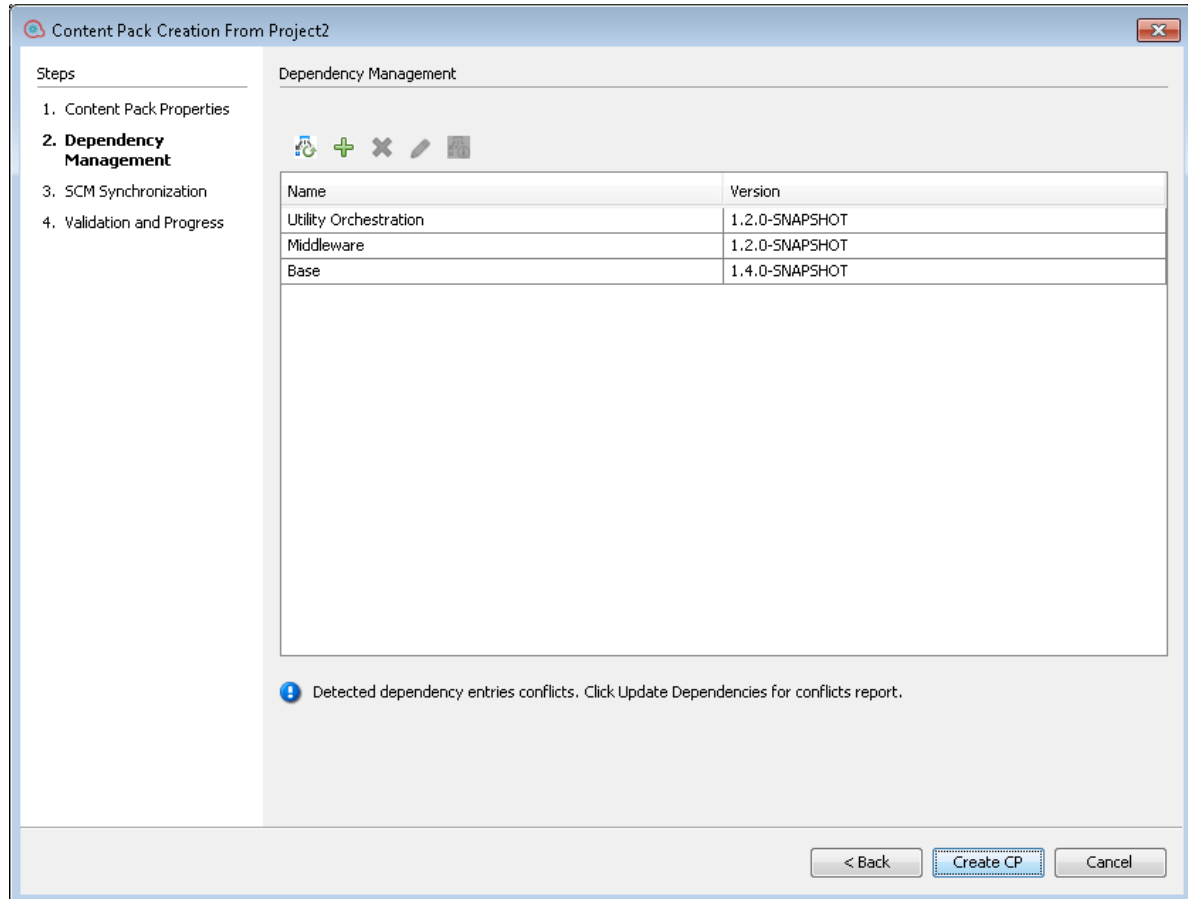 Content Pack Creation From Project2
Steps
1. Content Pack Properties
2. Dependency
Management
3. SCM Synchronization
4. Validation and Progress
Dependency Management
Name Version
Utility Orchestration 1.2.0-SNAPSHOT
Middleware 1.2.0-SNAPSHOT
Base 1.4.0-SNAPSHOT
Detected dependency entries conflicts. Click Update Dependencies for conflicts report.
< Back Create CP Cancel